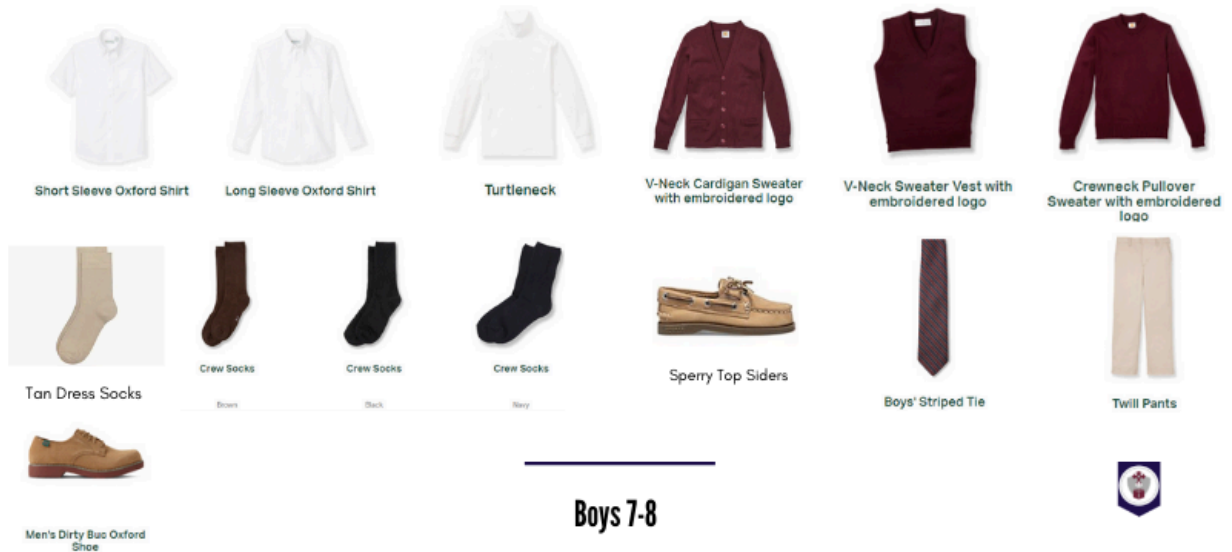 Short Sleeve Oxford Shirt
Long Sleeve Oxford Shirt
Turtleneck
V-Neck Cardigan Sweater
with embroidered logo
V-Neck Sweater Vest with
embroidered logo
Crewneck Pullover
Sweater with embroidered
logo
Tan Dress Socks
Crew Socks
Brown
Crew Socks
Black
Crew Socks
Navy
Sperry Top Siders
Boys' Striped Tie
Twill Pants
Men's Dirty Buc Oxford
Shoe
Boys 7-8